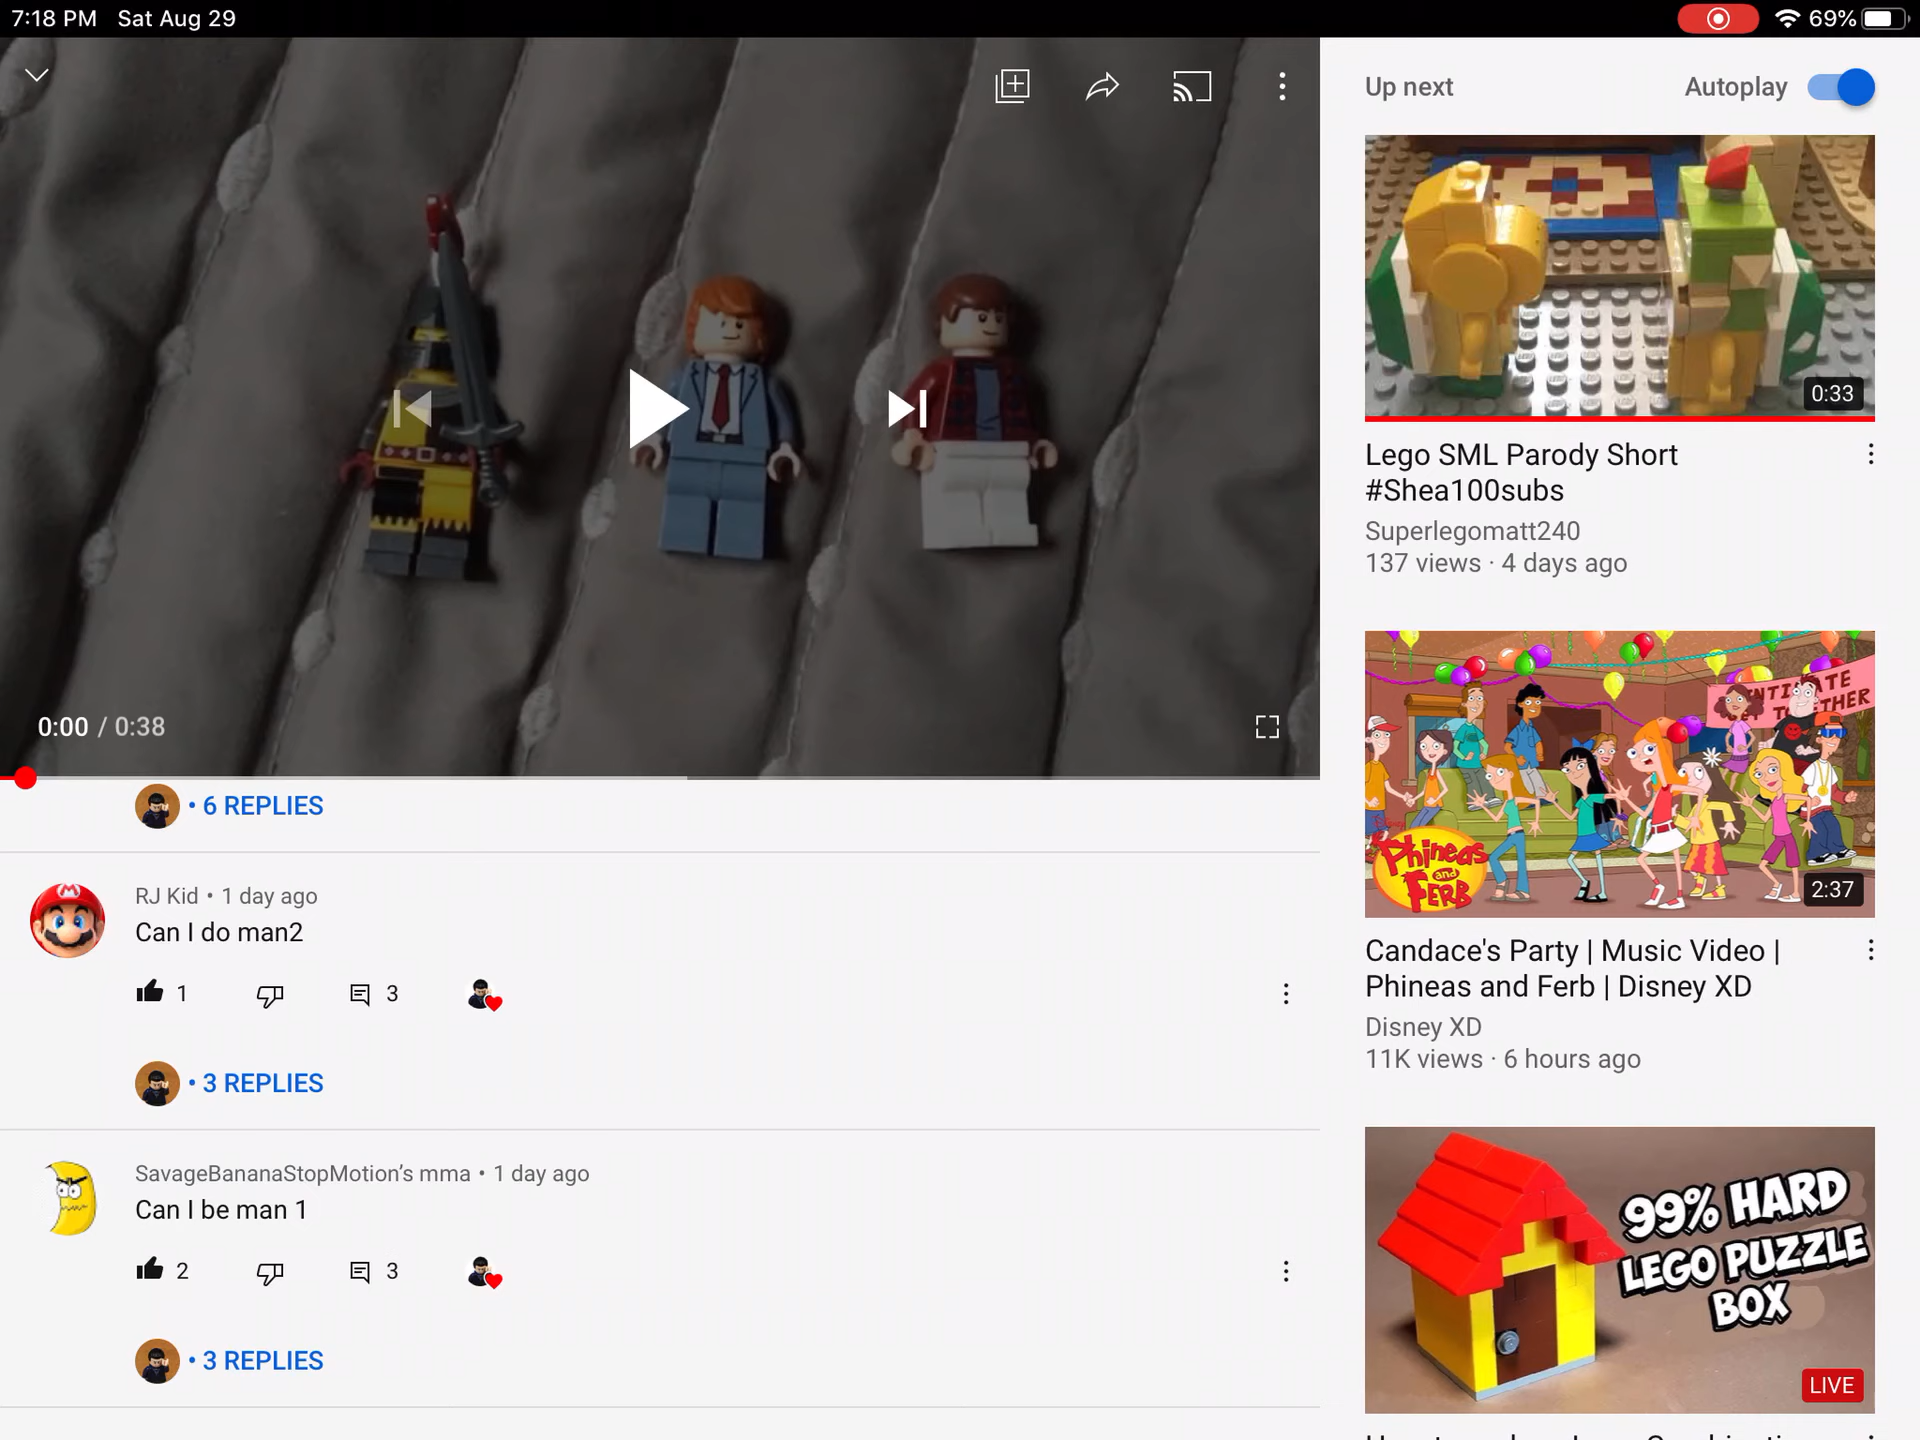 7:18 PM Sat Aug 29
69%
Up next
Autoplay
0:33
Lego SML Parody Short
#Shea100subs
Superlegomatt240
137 views · 4 days ago
0:00 / 0:38
• 6 REPLIES
RJ Kid • 1 day ago
Can I do man2
1
3
• 3 REPLIES
SavageBananaStopMotion’s mma • 1 day ago
Can I be man 1
2
3
• 3 REPLIES
Phineas
and
FERB
2:37
Candace's Party | Music Video |
Phineas and Ferb | Disney XD
Disney XD
11K views · 6 hours ago
99% HARD
LEGO PUZZLE
BOX
LIVE